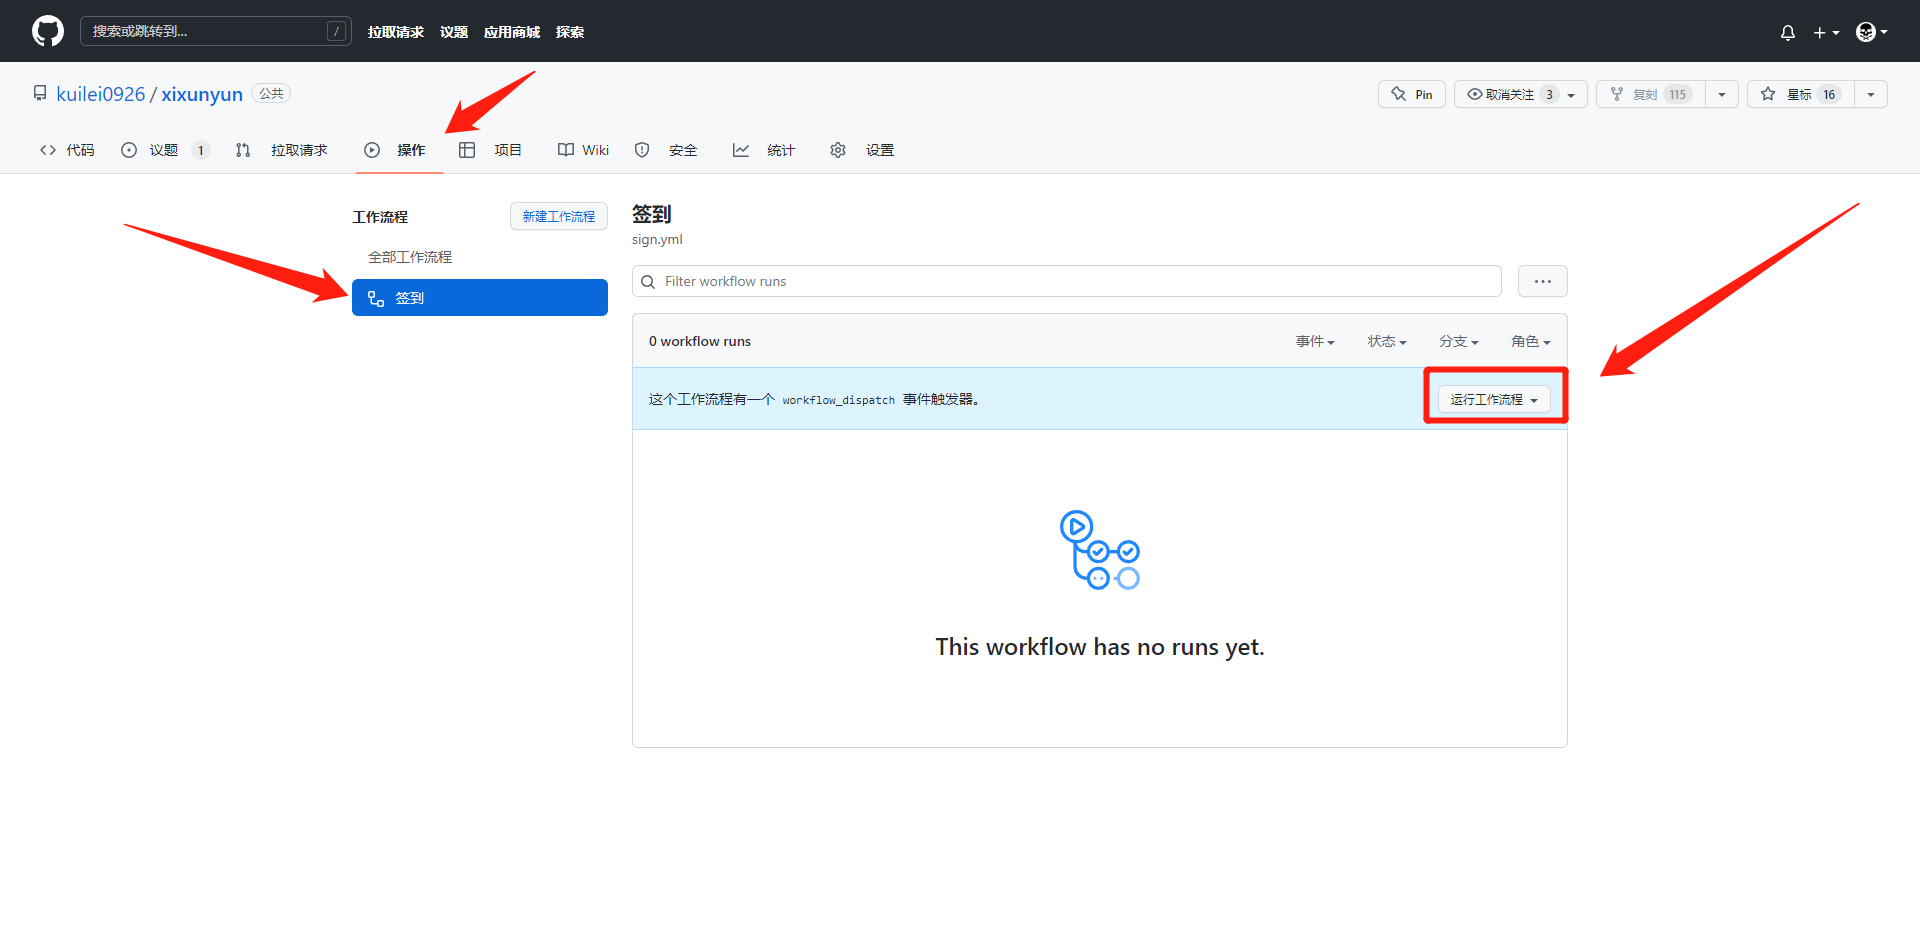 搜索或跳转到... /
拉取请求 议题 应用商城 探索
kuilei0926 / xixunyun 公共
Pin 取消关注 3 复刻 115 星标 16
代码 议题 1 拉取请求 操作 项目 Wiki 安全 统计 设置
工作流程 新建工作流程
全部工作流程
签到
签到
sign.yml
Filter workflow runs
0 workflow runs 事件 状态 分支 角色
这个工作流程有一个 workflow_dispatch 事件触发器。 运行工作流程
This workflow has no runs yet.